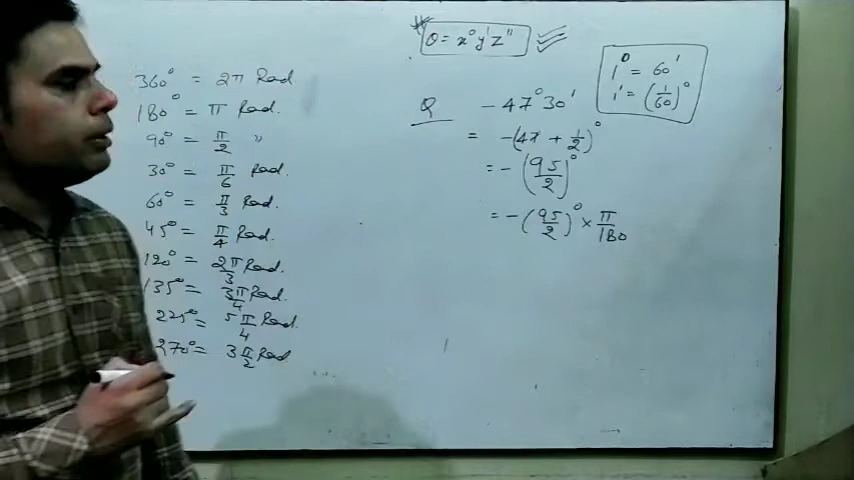 θ = x° y' z''
1° = 60'
1' = (1/60)°
360° = 2π Rad.
180° = π Rad.
90° = π/2 "
30° = π/6 Rad.
60° = π/3 Rad.
45° = π/4 Rad.
120° = 2π/3 Rad.
135° = 3π/4 Rad.
225° = 5π/4 Rad.
270° = 3π/2 Rad
Q - 47° 30'
= -(47 + 1/2)°
= -(95/2)°
= -(95/2)° × π/180